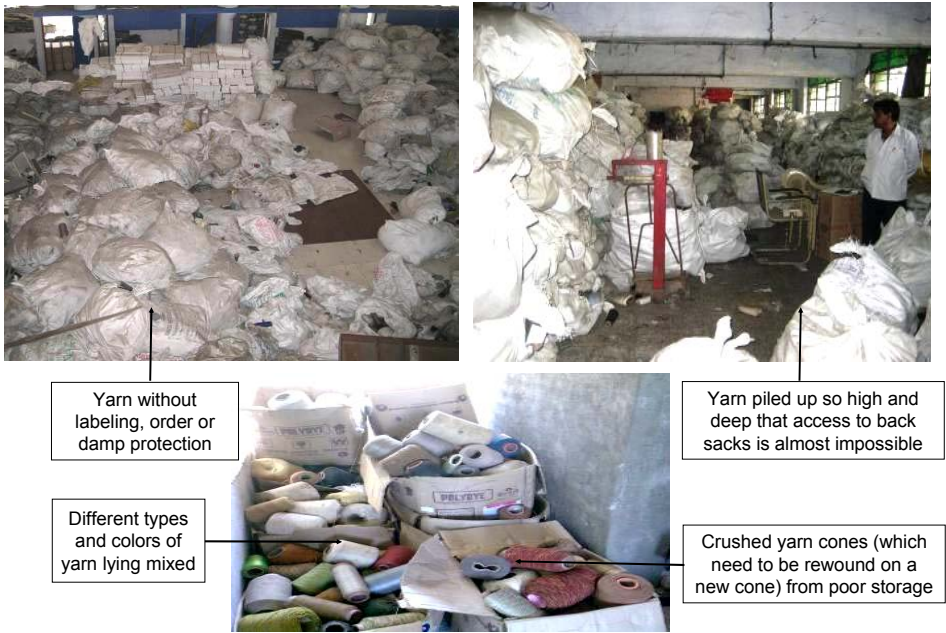 Yarn without
labeling, order or
damp protection
Yarn piled up so high and
deep that access to back
sacks is almost impossible
POLYDYE
POLYDYE
Different types
and colors of
yarn lying mixed
Crushed yarn cones (which
need to be rewound on a
new cone) from poor storage